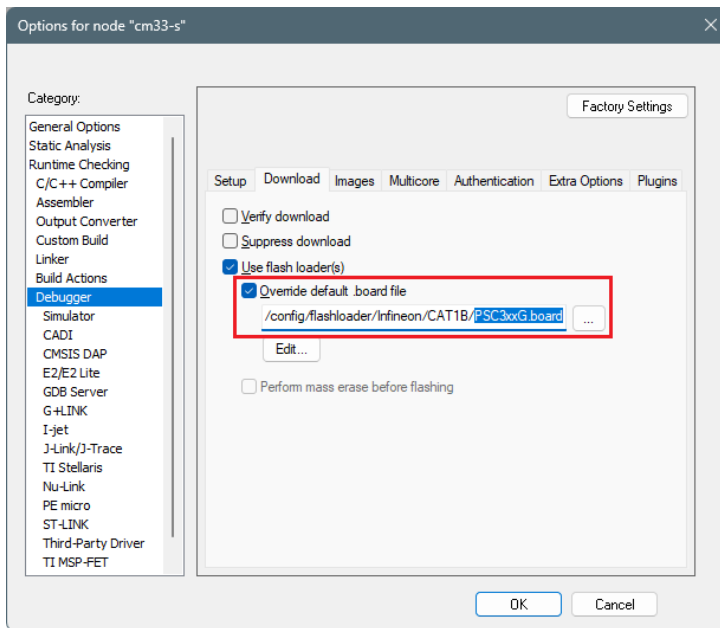 Options for node "cm33-s"
Category:
General Options
Static Analysis
Runtime Checking
C/C++ Compiler
Assembler
Output Converter
Custom Build
Linker
Build Actions
Debugger
Simulator
CADI
CMSIS DAP
E2/E2 Lite
GDB Server
G+LINK
I-jet
J-Link/J-Trace
TI Stellaris
Nu-Link
PE micro
ST-LINK
Third-Party Driver
TI MSP-FET
Factory Settings
Setup Download Images Multicore Authentication Extra Options Plugins
Verify download
Suppress download
Use flash loader(s)
Override default .board file
/config/flashloader/Infineon/CAT1B/PSC3xxG.board ...
Edit...
Perform mass erase before flashing
OK Cancel